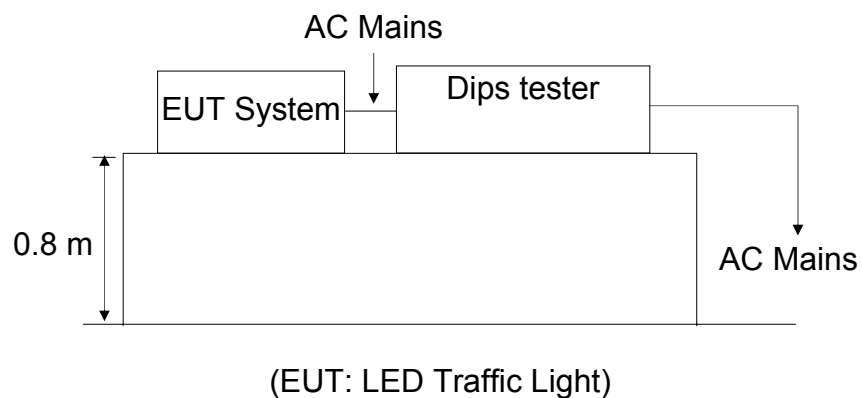 AC Mains
EUT System
Dips tester
0.8 m
AC Mains
(EUT: LED Traffic Light)